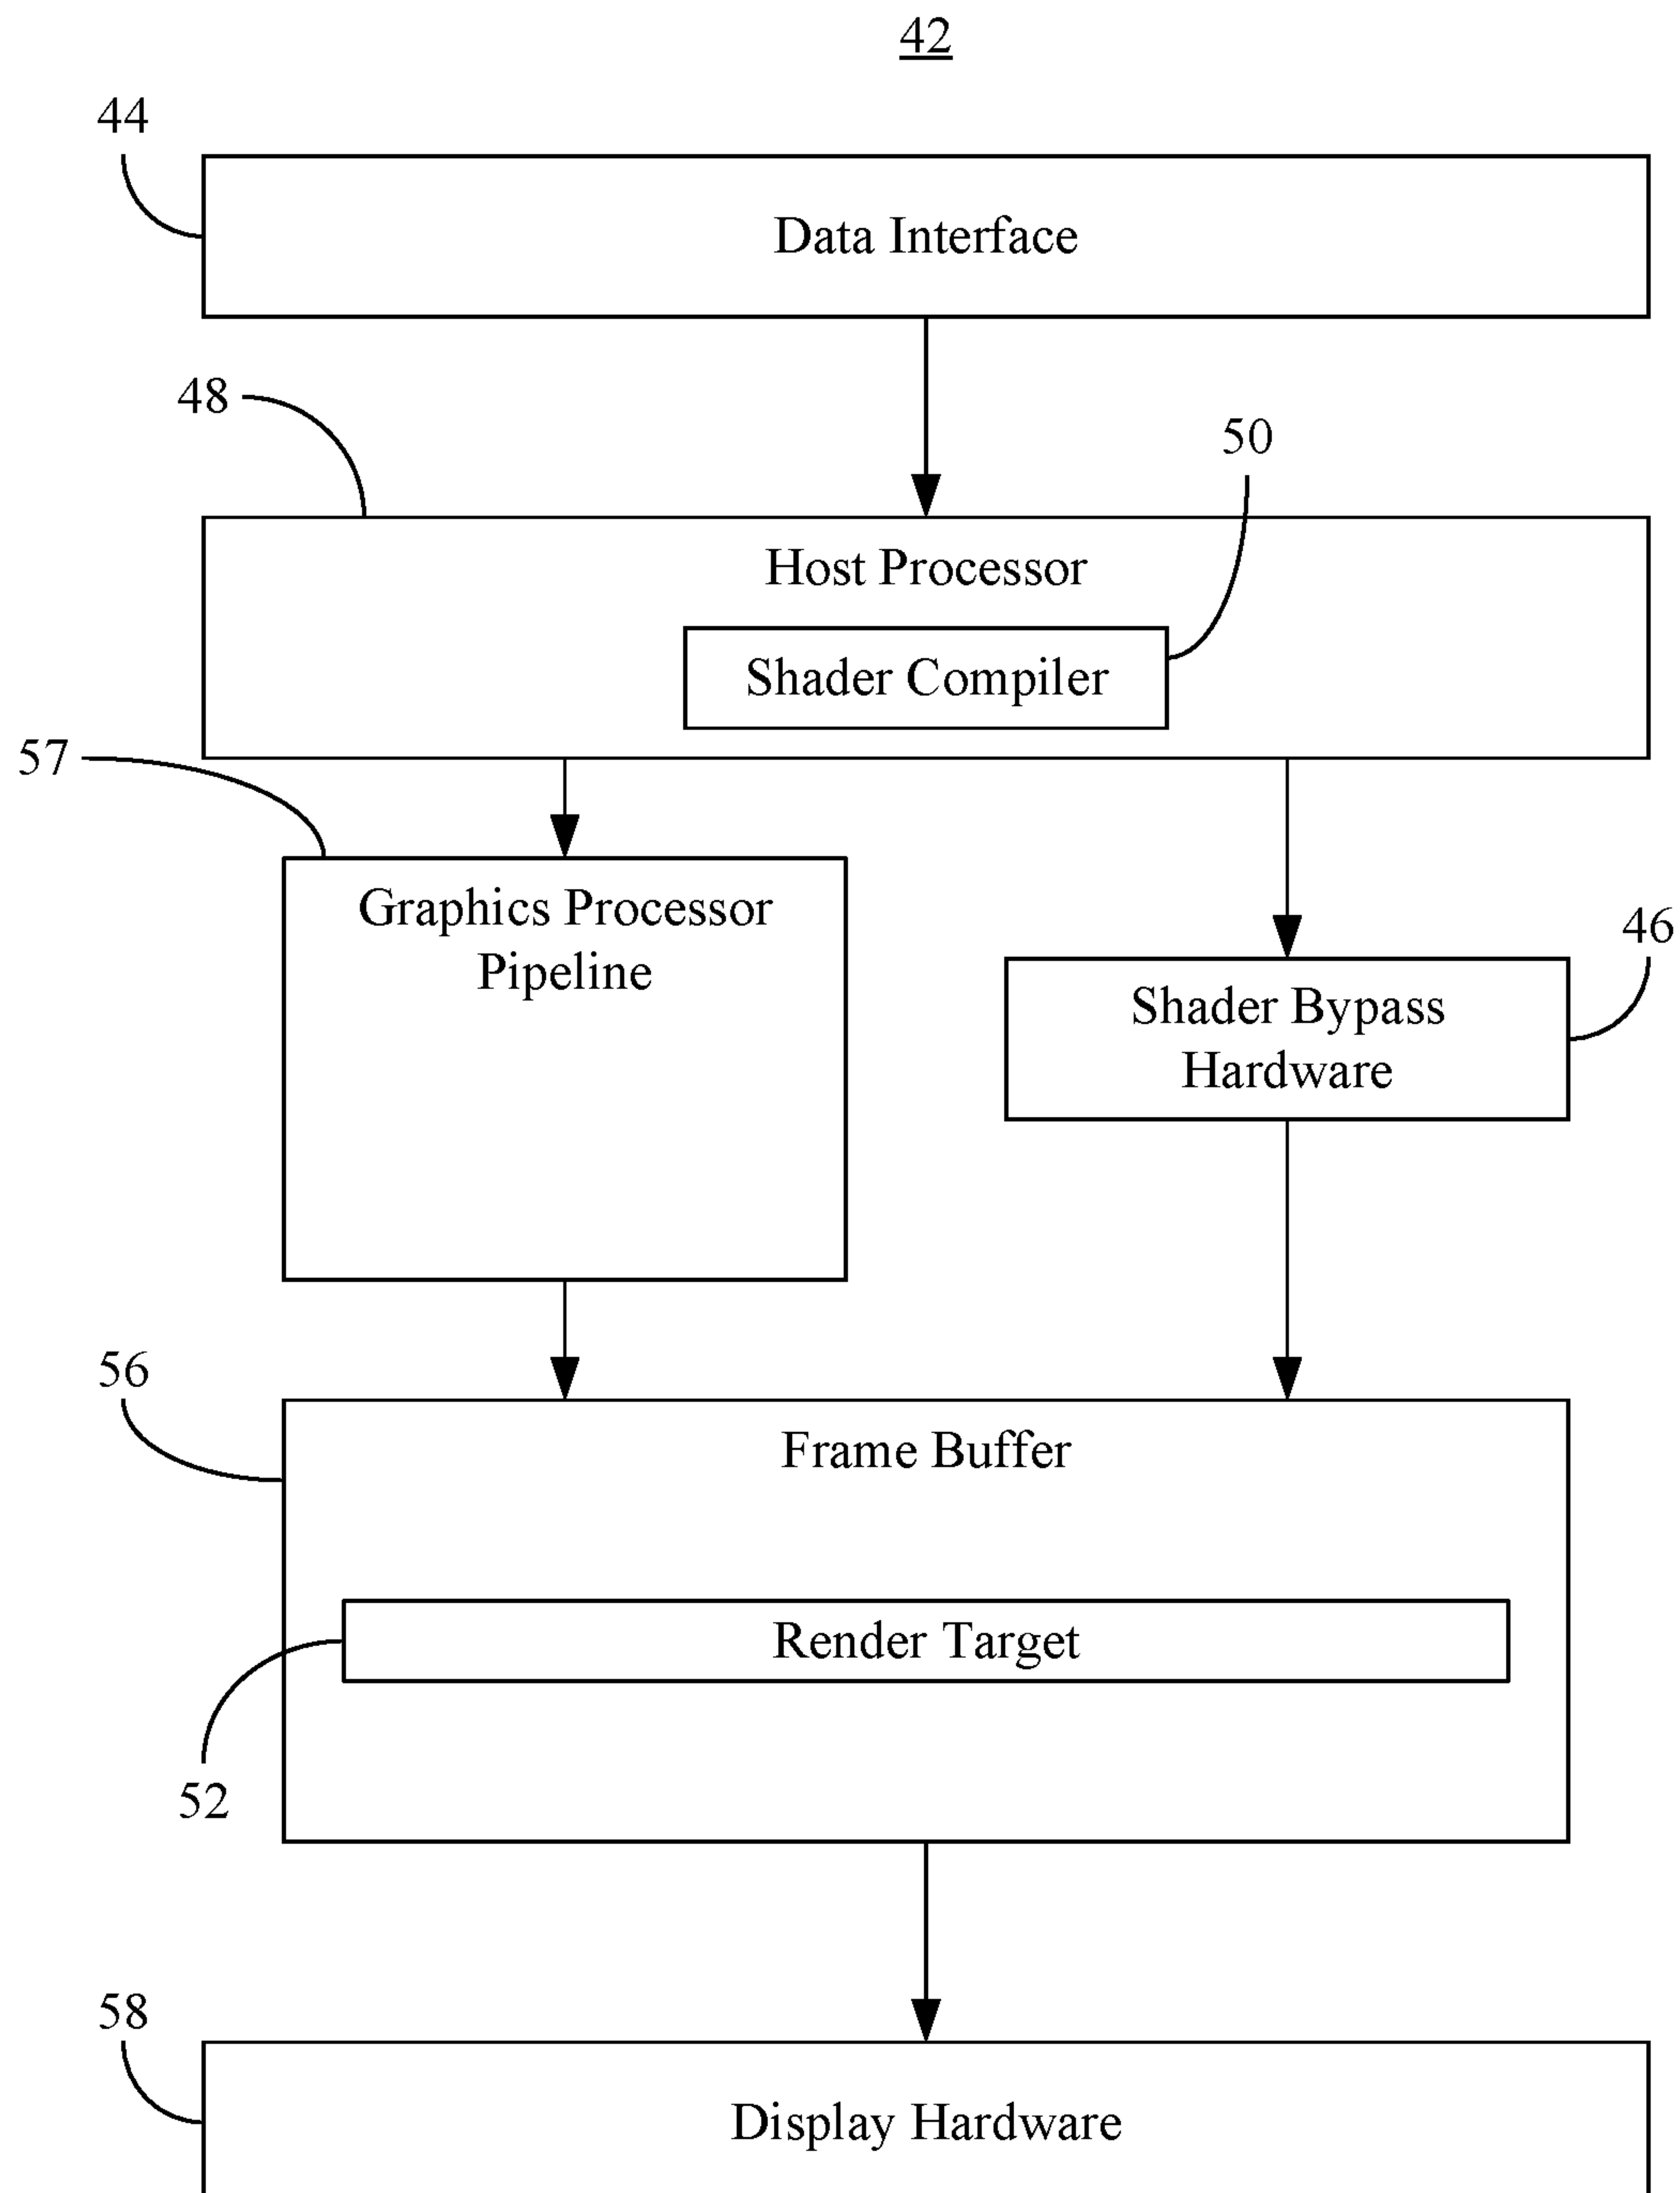 42
44
Data Interface
48
50
Host Processor
Shader Compiler
57
Graphics Processor
Pipeline
46
Shader Bypass
Hardware
56
Frame Buffer
Render Target
52
58
Display Hardware